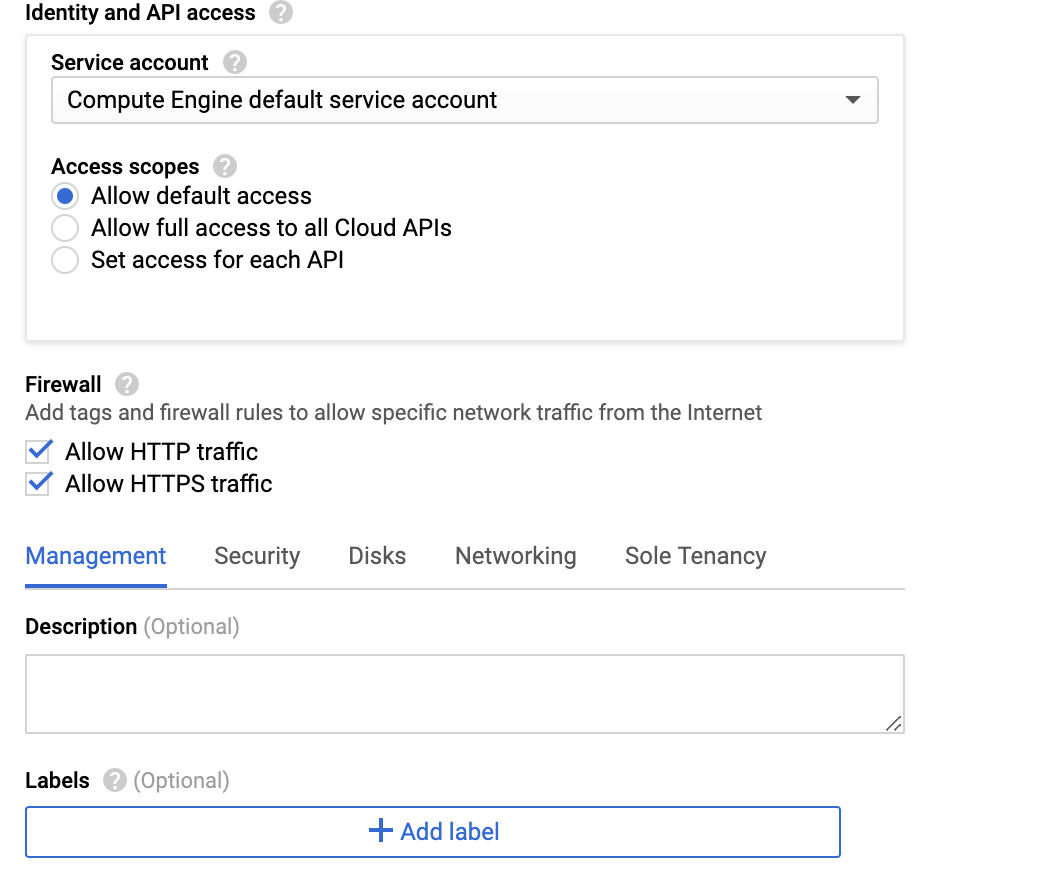 Identity and API access ?
Service account ?
Compute Engine default service account
Access scopes ?
Allow default access
Allow full access to all Cloud APIs
Set access for each API
Firewall ?
Add tags and firewall rules to allow specific network traffic from the Internet
Allow HTTP traffic
Allow HTTPS traffic
Management Security Disks Networking Sole Tenancy
Description (Optional)
Labels ? (Optional)
+ Add label